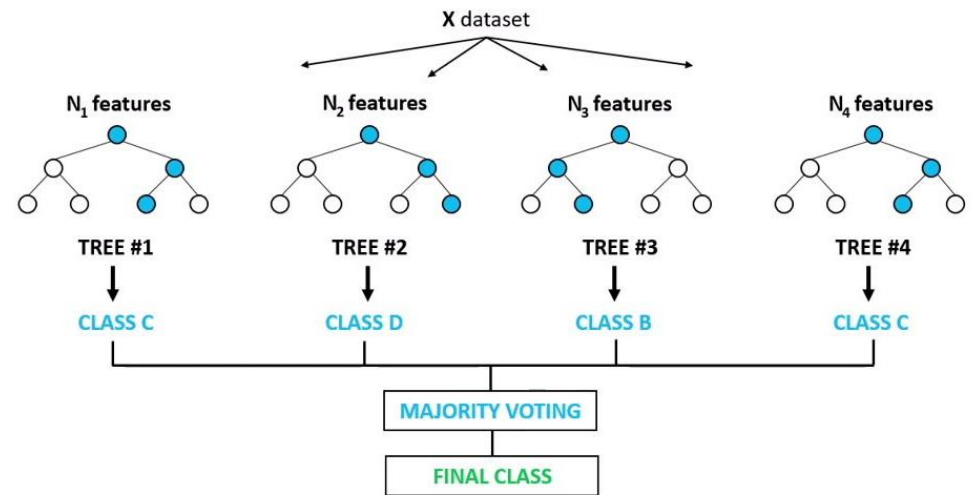 X dataset
N₁ features N₂ features N₃ features N₄ features
TREE #1 TREE #2 TREE #3 TREE #4
CLASS C CLASS D CLASS B CLASS C
MAJORITY VOTING
FINAL CLASS